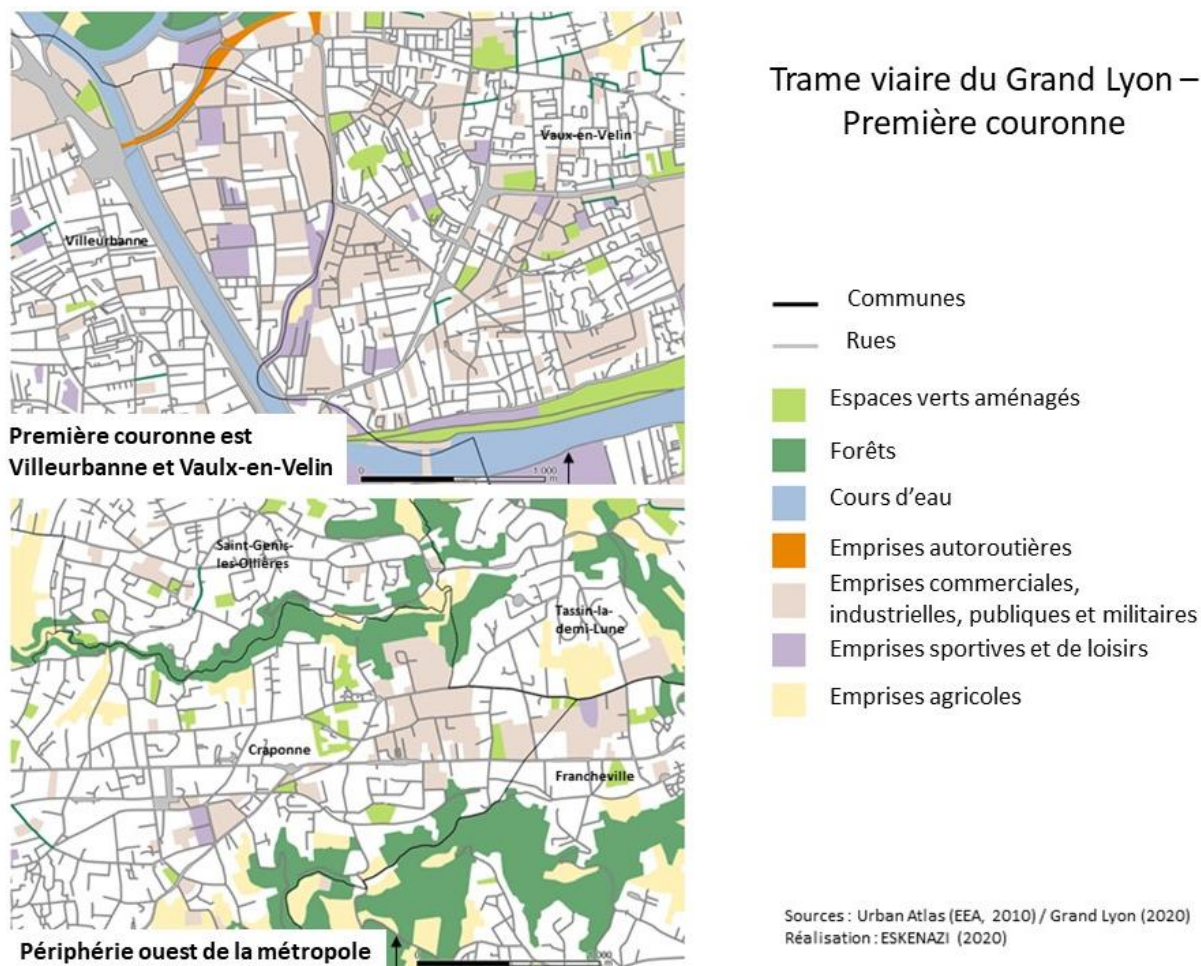 Trame viaire du Grand Lyon –
Première couronne
Vaux-en-Velin
Villeurbanne
Première couronne est
Villeurbanne et Vaulx-en-Velin
0
1 000
m
Communes
Rues
Espaces verts aménagés
Forêts
Cours d’eau
Emprises autoroutières
Emprises commerciales,
industrielles, publiques et militaires
Emprises sportives et de loisirs
Emprises agricoles
Saint-Genis-
les-Ollières
Tassin-la-
demi-Lune
Craponne
Francheville
Périphérie ouest de la métropole
Sources : Urban Atlas (EEA, 2010) / Grand Lyon (2020)
Réalisation : ESKENAZI (2020)